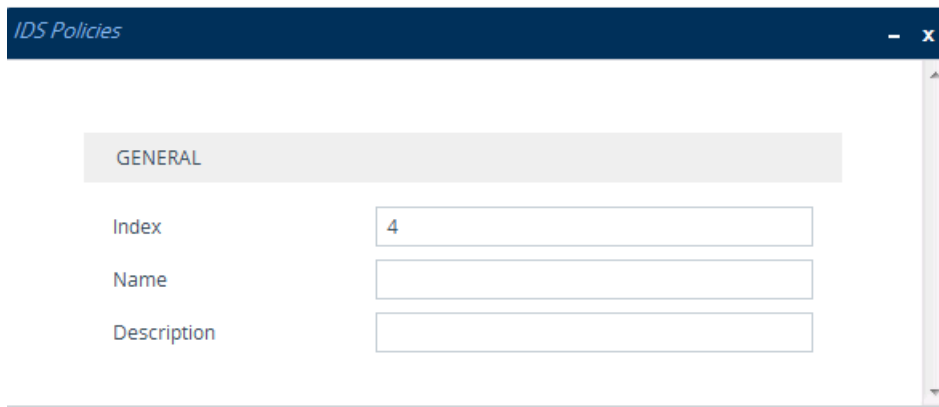 IDS Policies
– x
GENERAL
Index 4
Name
Description